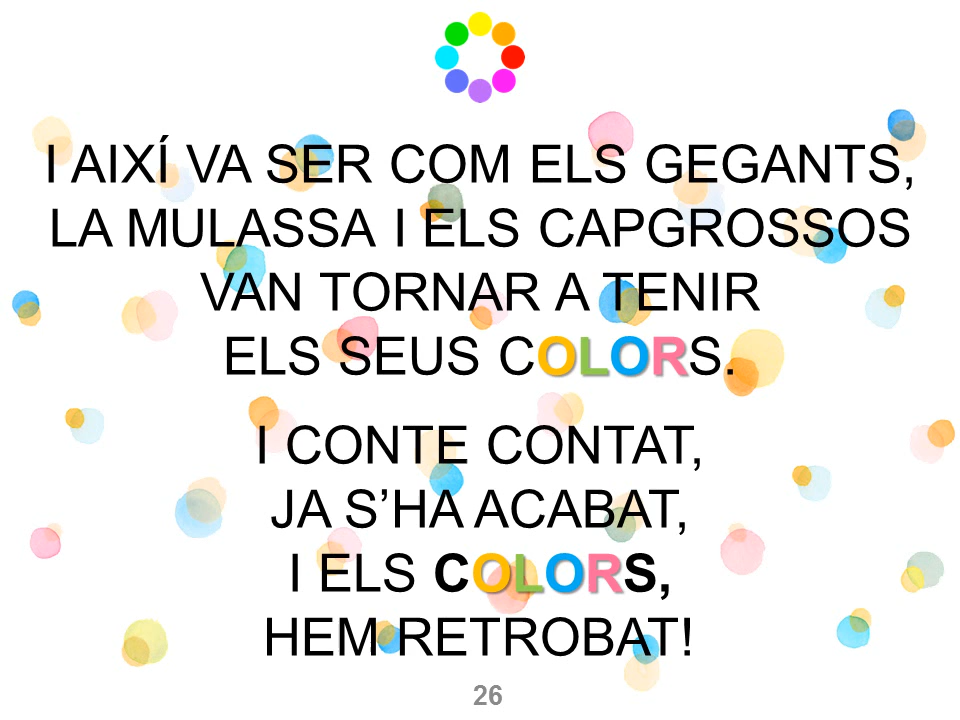 I AIXÍ VA SER COM ELS GEGANTS,
LA MULASSA I ELS CAPGROSSOS
VAN TORNAR A TENIR
ELS SEUS COLORS.
I CONTE CONTAT,
JA S’HA ACABAT,
I ELS COLORS,
HEM RETROBAT!
26